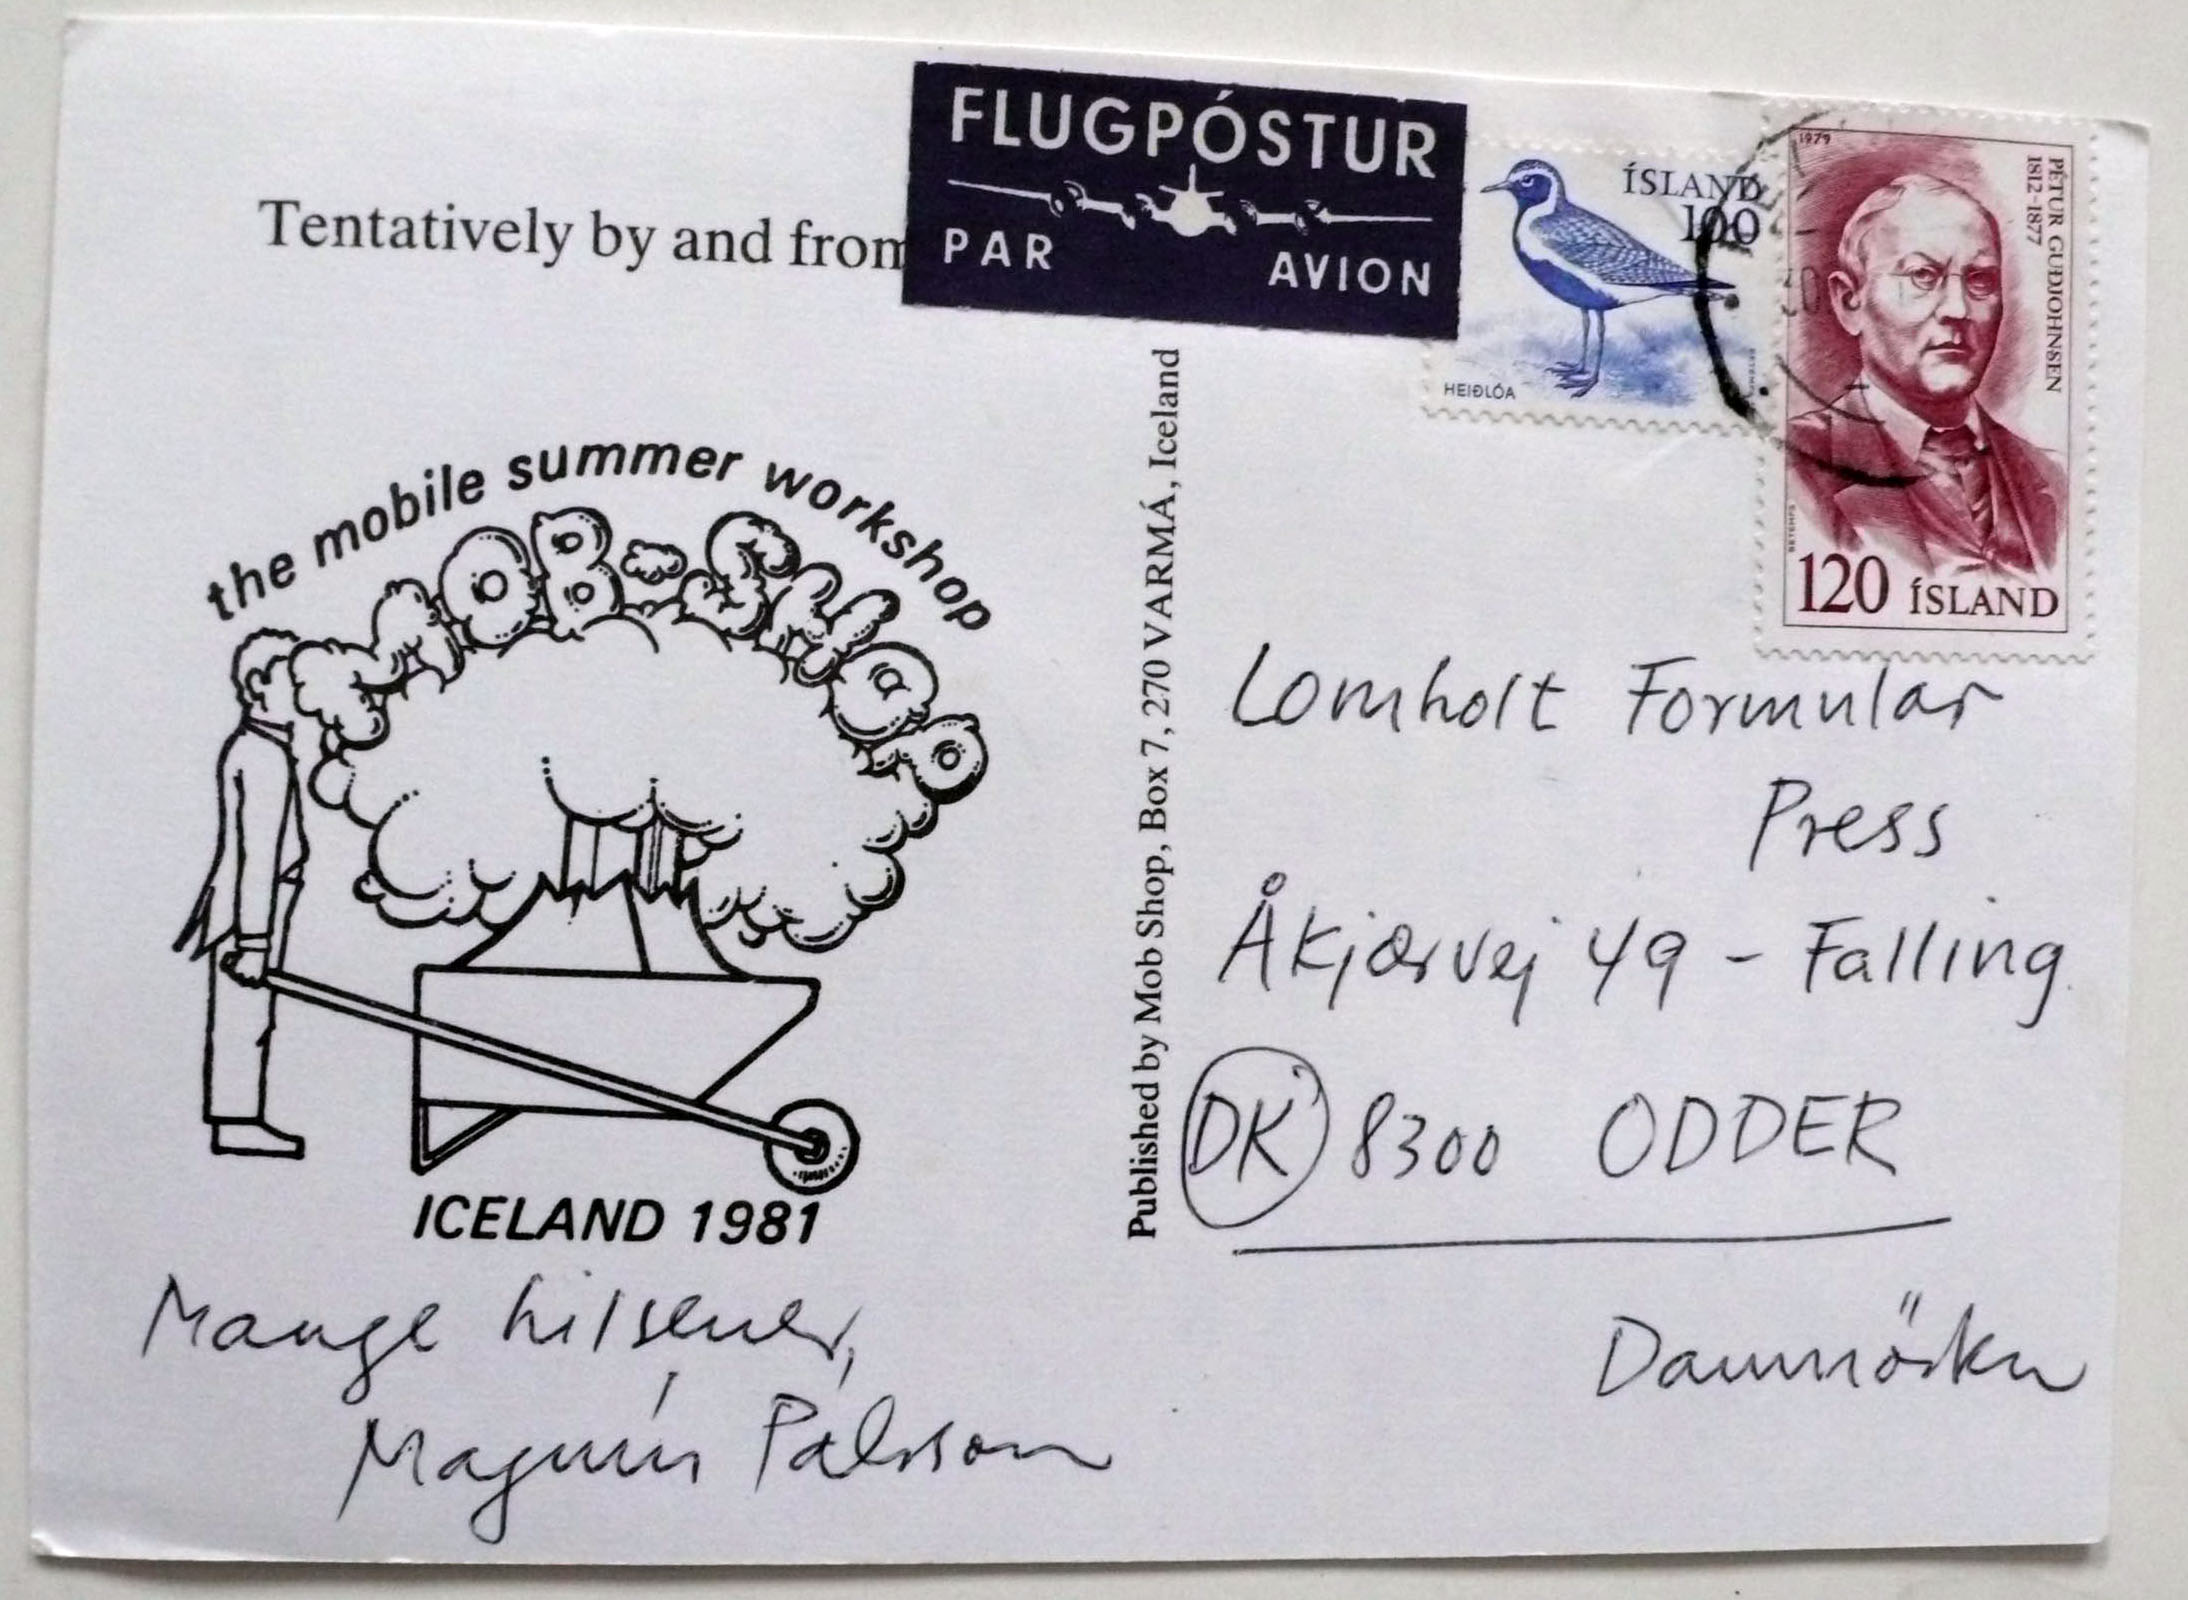 Tentatively by and from
FLUGPÓSTUR
PAR AVION
ÍSLAND
100
HEIÐLÓA
1979
PÉTUR GUÐJOHNSEN
1812-1877
120 ÍSLAND
the mobile summer workshop
MOB SHOP
ICELAND 1981
Mange hilsener,
Magnús Pálsson
Published by Mob Shop, Box 7, 270 VARMÁ, Iceland
Lomholt Formular
Press
Åkjærvej 49 - Falling
DK 8300 ODDER
Danmörku